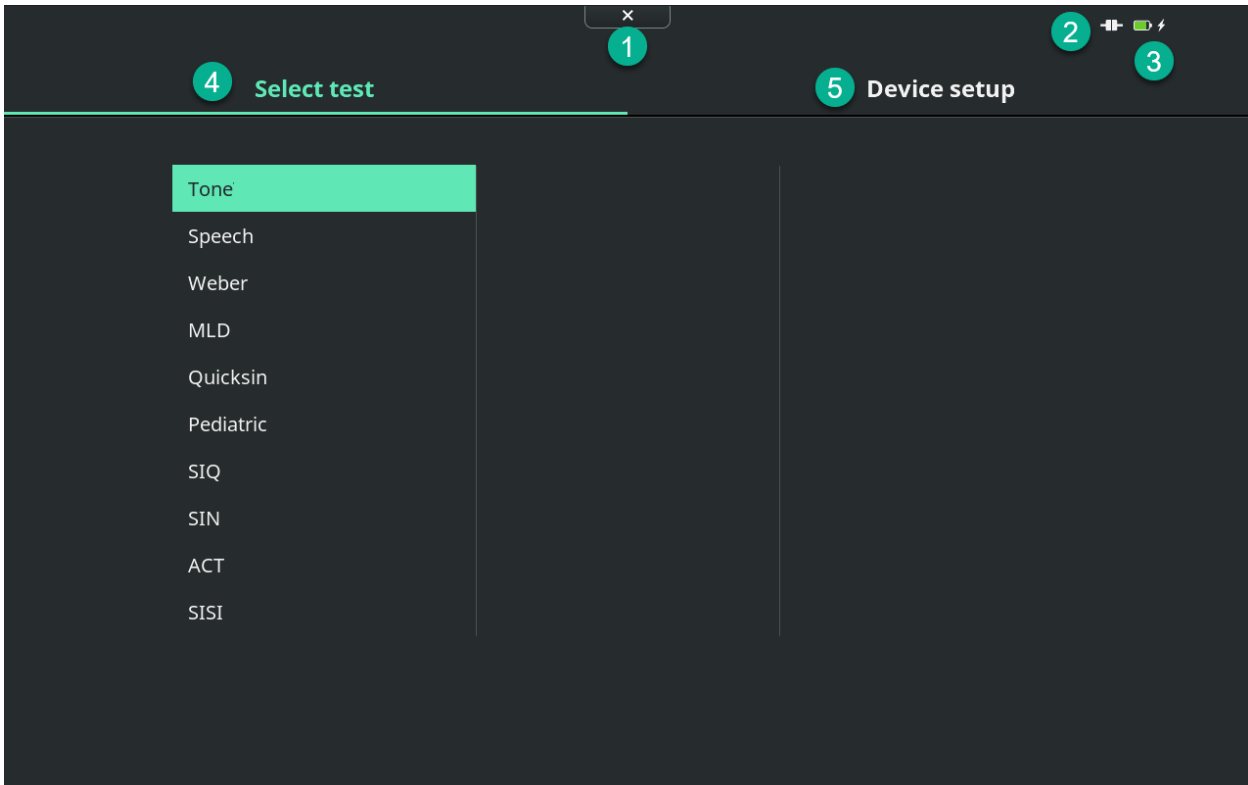 ×
1
2
3
4 Select test
5 Device setup
Tone
Speech
Weber
MLD
Quicksin
Pediatric
SIQ
SIN
ACT
SISI